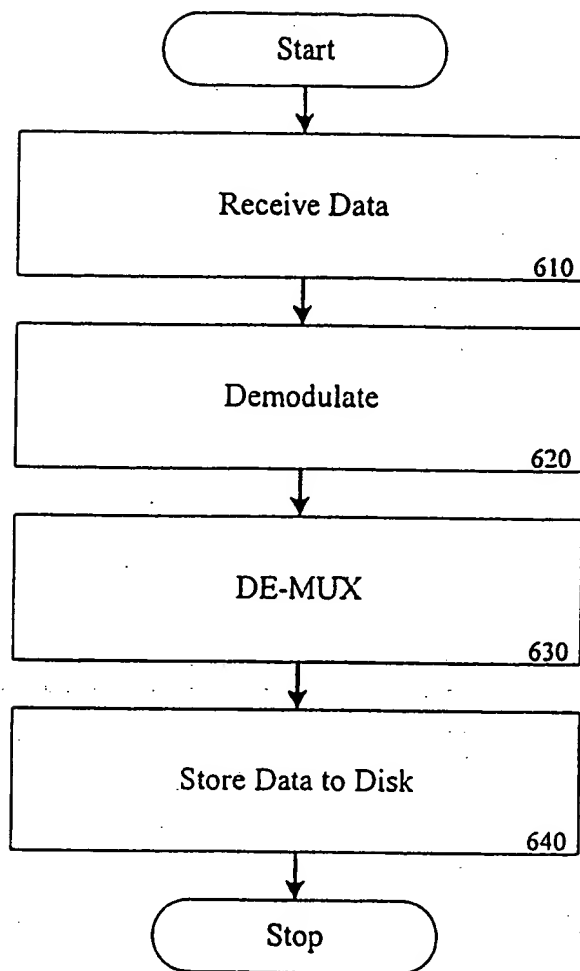 Start
Receive Data
610
Demodulate
620
DE-MUX
630
Store Data to Disk
640
Stop